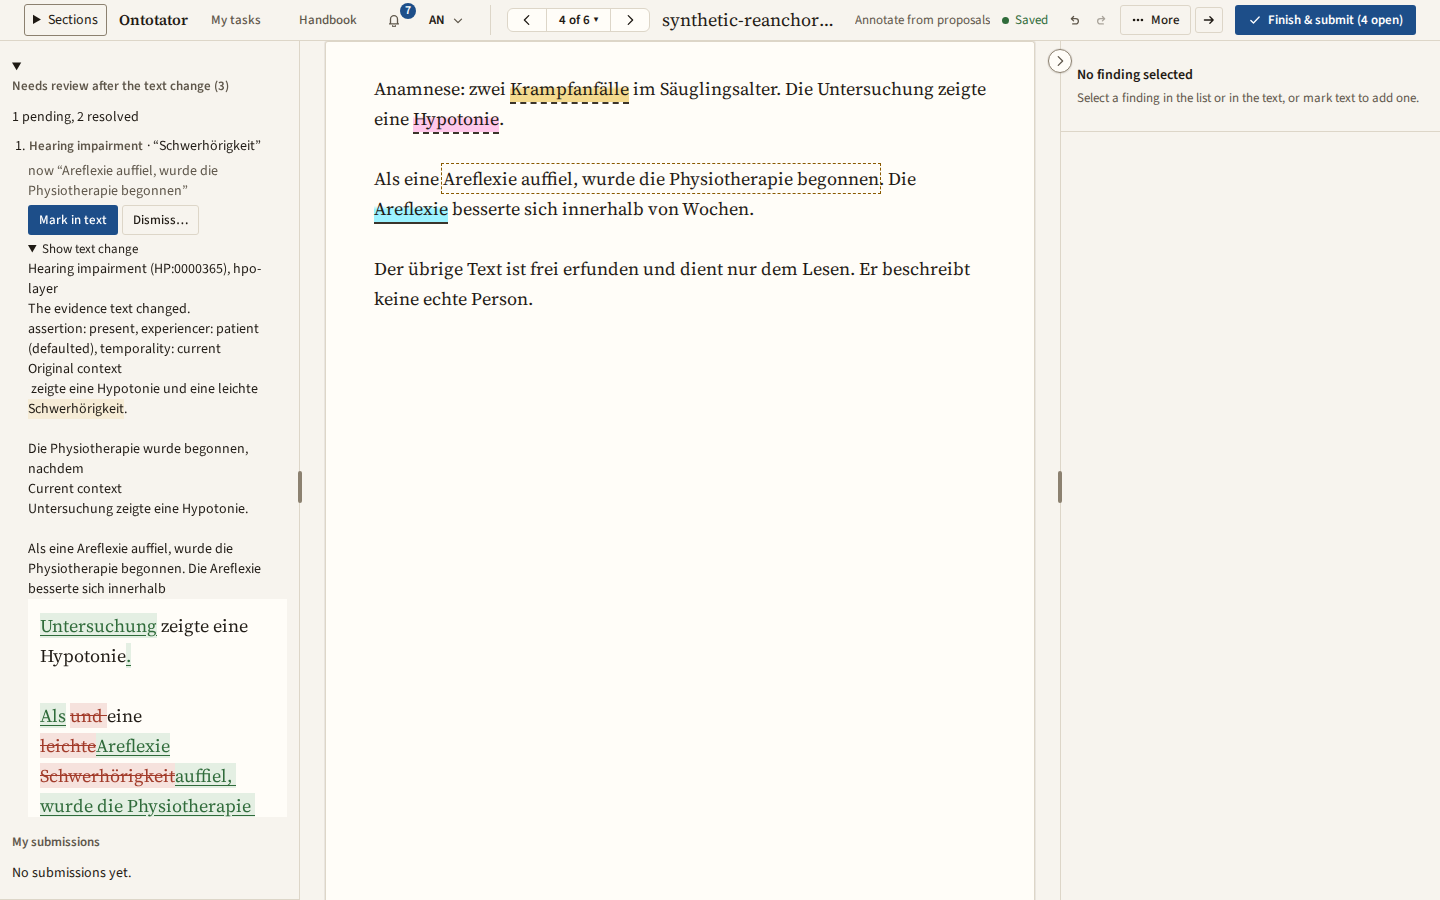 Sections
Ontotator
My tasks
Handbook
7
AN
4 of 6
synthetic-reanchor...
Annotate from proposals
Saved
More
Finish & submit (4 open)
Needs review after the text change (3)
1 pending, 2 resolved
1. Hearing impairment · “Schwerhörigkeit”
now “Areflexie auffiel, wurde die
Physiotherapie begonnen”
Mark in text
Dismiss…
Show text change
Hearing impairment (HP:0000365), hpo-
layer
The evidence text changed.
assertion: present, experiencer: patient
(defaulted), temporality: current
Original context
zeigte eine Hypotonie und eine leichte
Schwerhörigkeit.
Die Physiotherapie wurde begonnen,
nachdem
Current context
Untersuchung zeigte eine Hypotonie.
Als eine Areflexie auffiel, wurde die
Physiotherapie begonnen. Die Areflexie
besserte sich innerhalb
Untersuchung zeigte eine
Hypotonie.
Als und eine
leichteAreflexie
Schwerhörigkeitauffiel,
wurde die Physiotherapie
My submissions
No submissions yet.
Anamnese: zwei Krampfanfälle im Säuglingsalter. Die Untersuchung zeigte
eine Hypotonie.
Als eine Areflexie auffiel, wurde die Physiotherapie begonnen. Die
Areflexie besserte sich innerhalb von Wochen.
Der übrige Text ist frei erfunden und dient nur dem Lesen. Er beschreibt
keine echte Person.
No finding selected
Select a finding in the list or in the text, or mark text to add one.